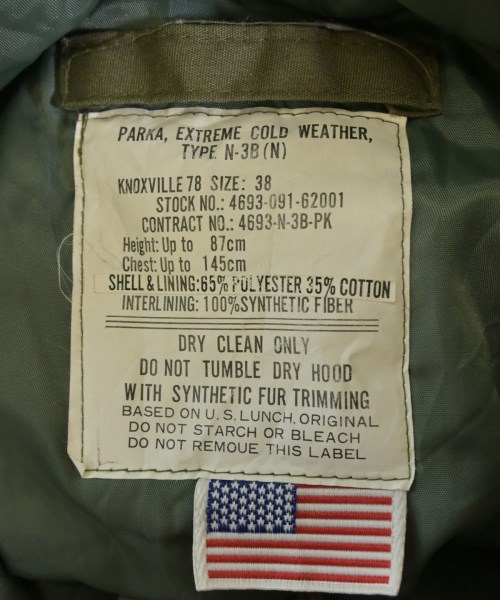 PARKA, EXTREME COLD WEATHER,
TYPE N-3B (N)
KNOXVILLE 78 SIZE: 38
STOCK NO.: 4693-091-62001
CONTRACT NO.: 4693-N-3B-PK
Height: Up to 87cm
Chest: Up to 145cm
SHELL & LINING: 65% POLYESTER 35% COTTON
INTERLINING: 100% SYNTHETIC FIBER
DRY CLEAN ONLY
DO NOT TUMBLE DRY HOOD
WITH SYNTHETIC FUR TRIMMING
BASED ON U.S. LUNCH. ORIGINAL
DO NOT STARCH OR BLEACH
DO NOT REMOUE THIS LABEL